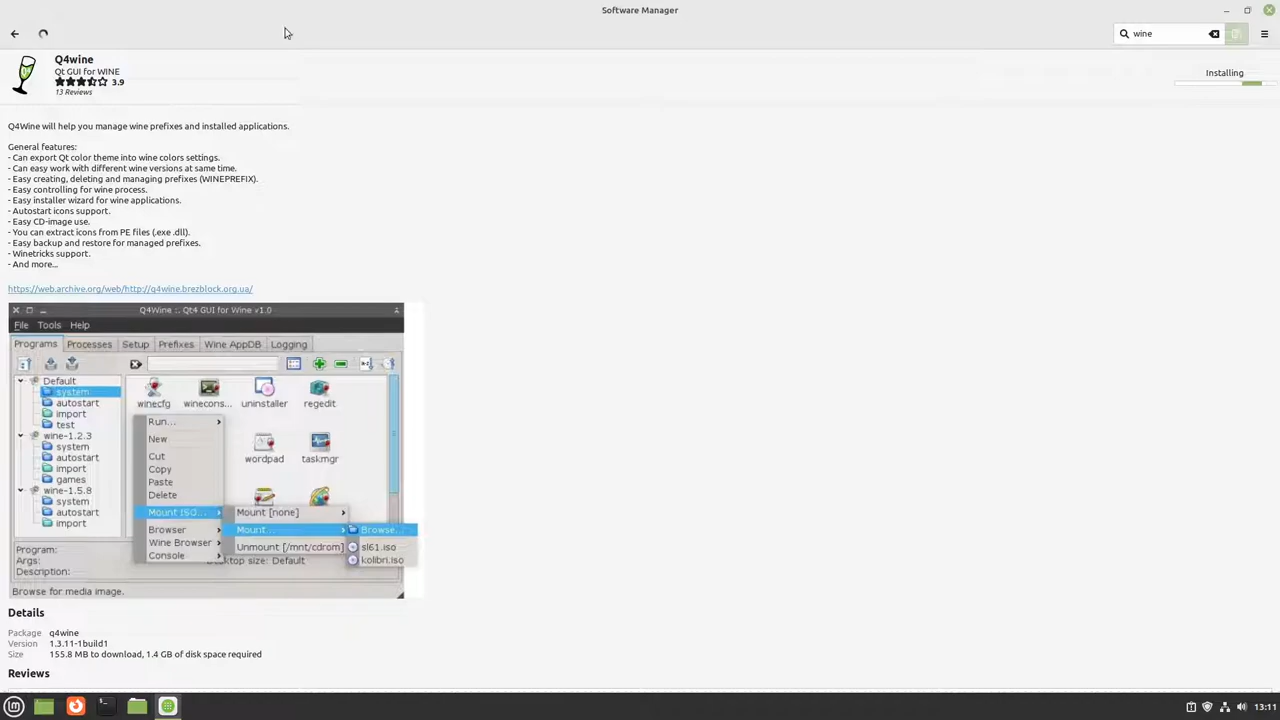 Software Manager
wine
Q4wine
Qt GUI for WINE
3.9
13 Reviews
Installing
Q4Wine will help you manage wine prefixes and installed applications.
General features:
- Can export Qt color theme into wine colors settings.
- Can easy work with different wine versions at same time.
- Easy creating, deleting and managing prefixes (WINEPREFIX).
- Easy controlling for wine process.
- Easy installer wizard for wine applications.
- Autostart icons support.
- Easy CD-image use.
- You can extract icons from PE files (.exe .dll).
- Easy backup and restore for managed prefixes.
- Winetricks support.
- And more...
https://web.archive.org/web/http://q4wine.brezblock.org.ua/
Q4Wine :. Qt4 GUI for Wine v1.0
File Tools Help
Programs Processes Setup Prefixes Wine AppDB Logging
Default
system
autostart
import
test
wine-1.2.3
system
autostart
import
games
wine-1.5.8
system
autostart
import
winecfg winecons... uninstaller regedit
wordpad taskmgr
Run...
New
Cut
Copy
Paste
Delete
Mount ISO...
Browser
Wine Browser
Console
Mount [none]
Mount...
Unmount [/mnt/cdrom]
Browse...
sl61.iso
kolibri.iso
Program:
Args:
Desktop size: Default
Description:
Browse for media image.
Details
Package q4wine
Version 1.3.11-1build1
Size 155.8 MB to download, 1.4 GB of disk space required
Reviews
13:11